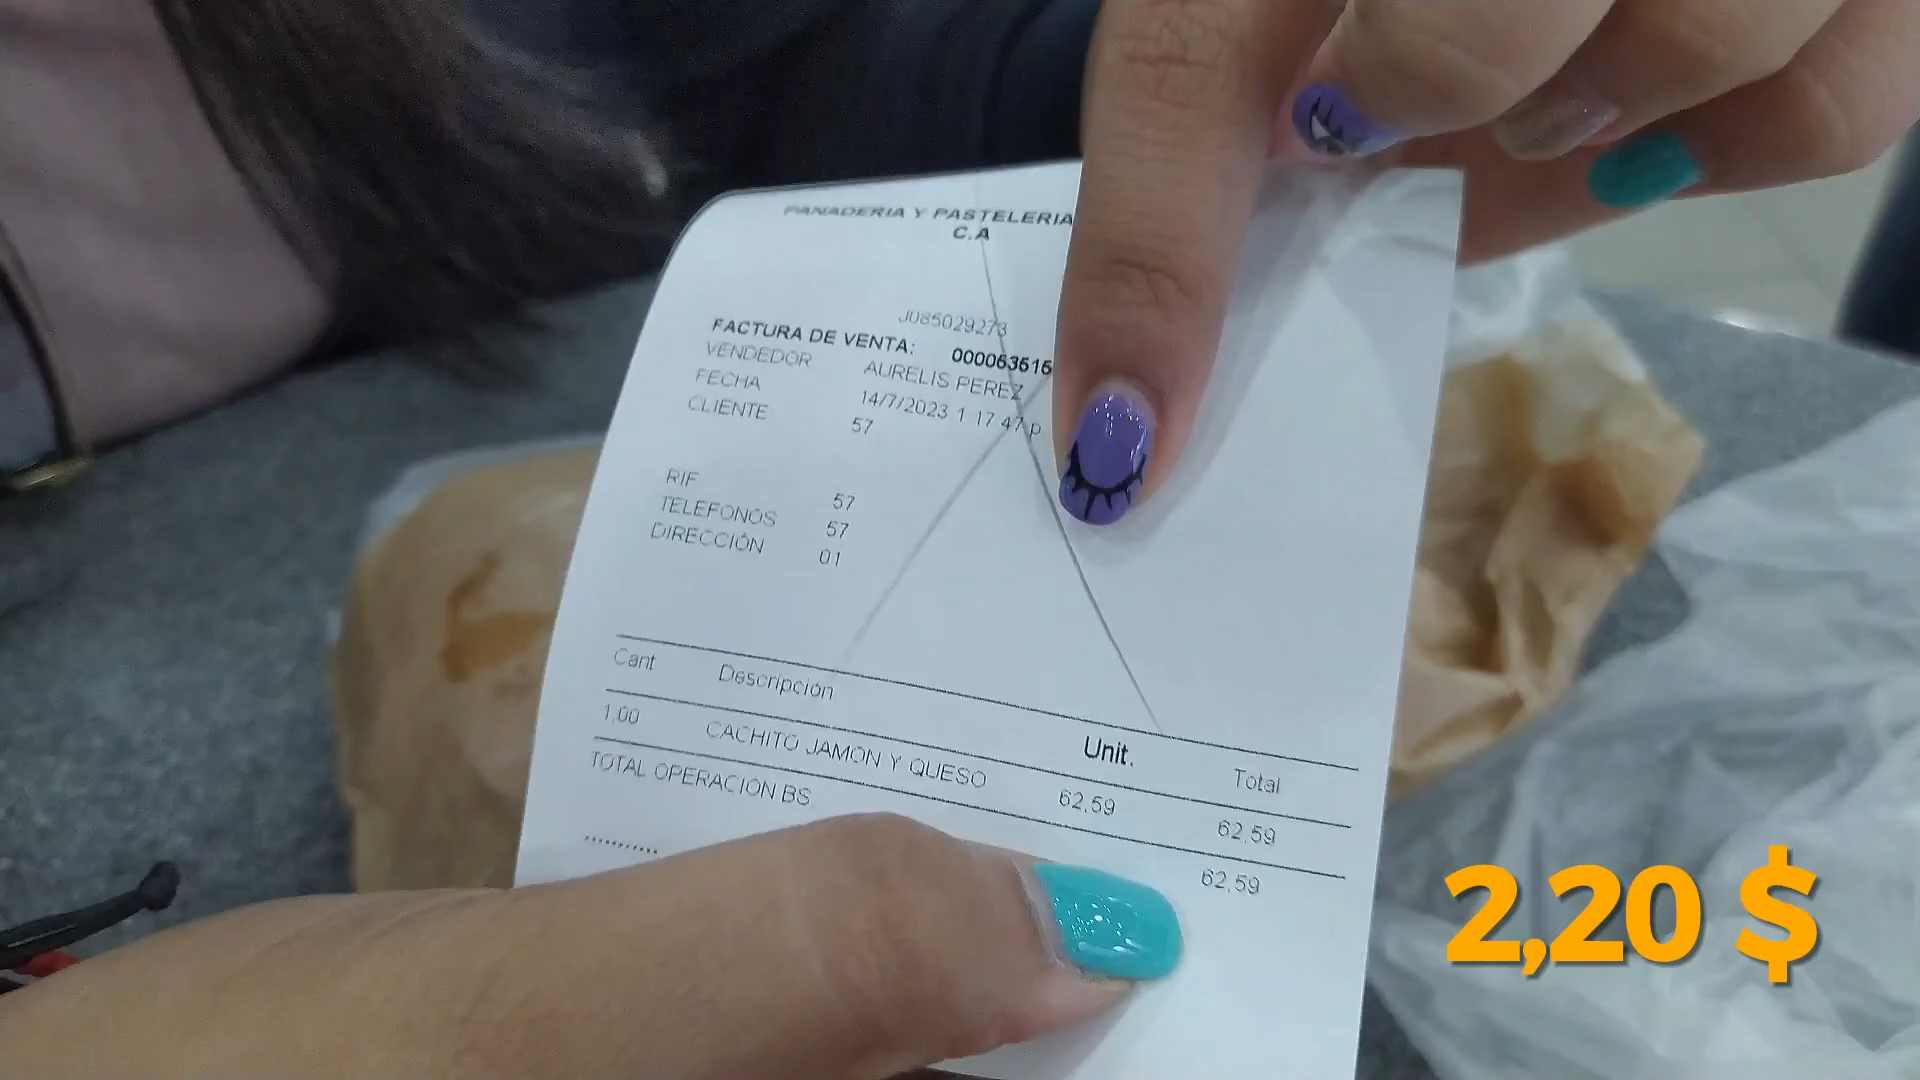 PANADERIA Y PASTELERIA
C.A
J085029273
FACTURA DE VENTA: 000063615
VENDEDOR AURELIS PEREZ
FECHA 14/7/2023 1 17 47 p
CLIENTE 57
RIF 57
TELEFONOS 57
DIRECCIÓN 01
Cant Descripción Unit. Total
1,00 CACHITO JAMON Y QUESO 62,59 62,59
TOTAL OPERACIÓN BS 62,59
...........
2,20 $